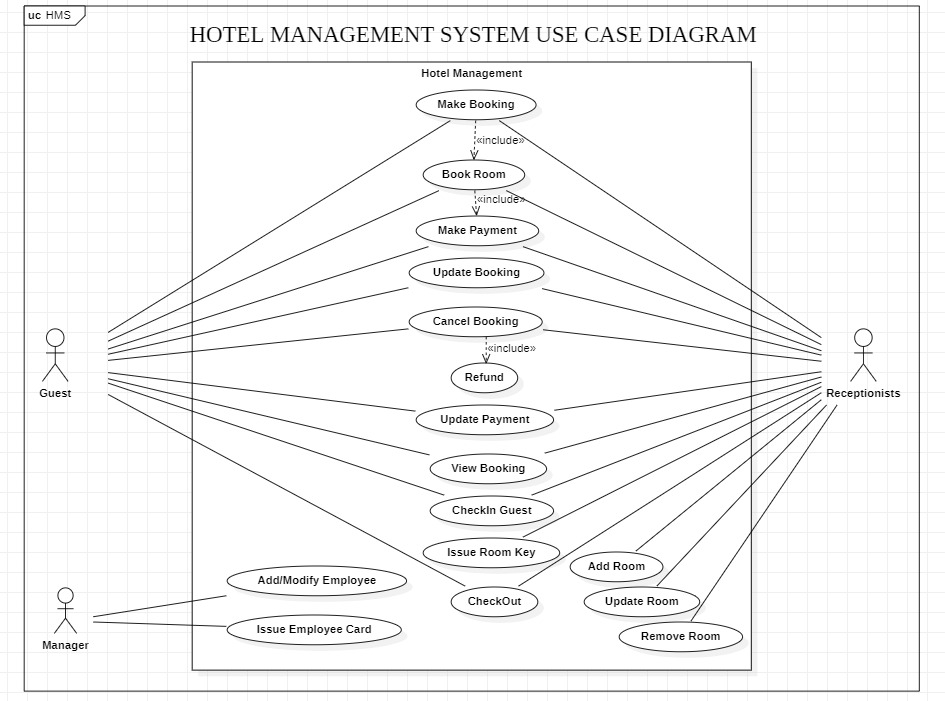 uc HMS
HOTEL MANAGEMENT SYSTEM USE CASE DIAGRAM
Hotel Management
Make Booking
«include»
Book Room
«include»
Make Payment
Update Booking
Cancel Booking
«include»
Refund
Guest
Receptionists
Update Payment
View Booking
CheckIn Guest
Issue Room Key
Add Room
Add/Modify Employee
CheckOut
Update Room
Issue Employee Card
Remove Room
Manager